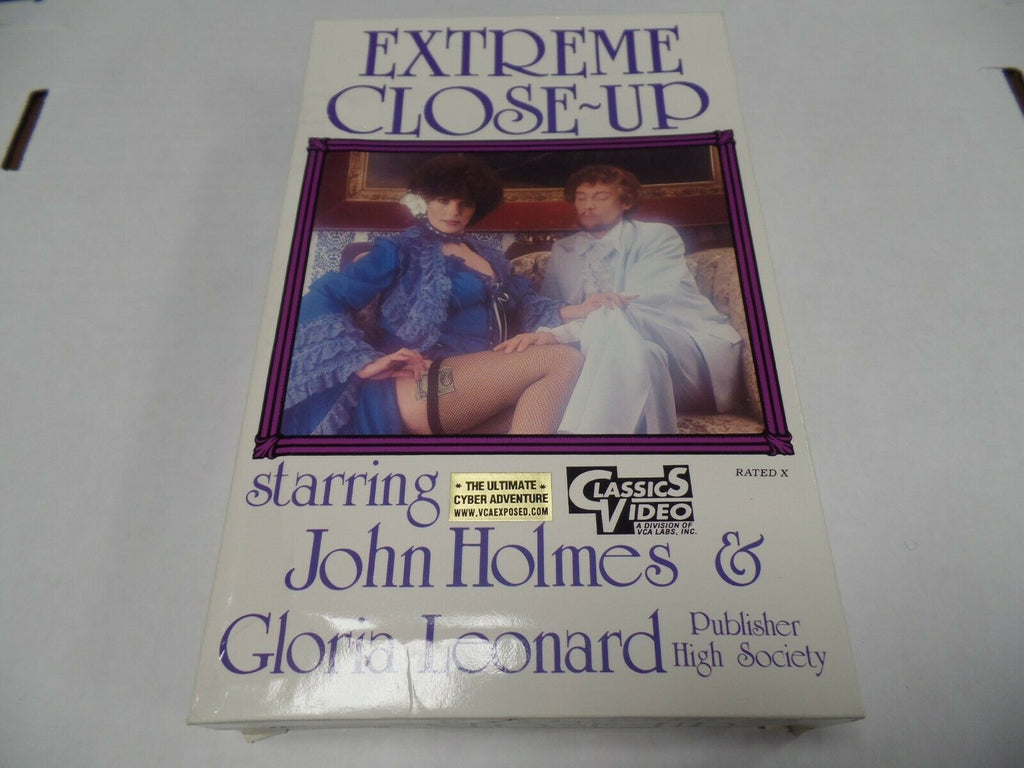 EXTREME
CLOSE~UP
starring
★ THE ULTIMATE ★
CYBER ADVENTURE
WWW.VCAEXPOSED.COM
CLASSICS
VIDEO
A DIVISION OF
VCA LABS, INC.
RATED X
John Holmes &
Gloria Leonard
Publisher
High Society